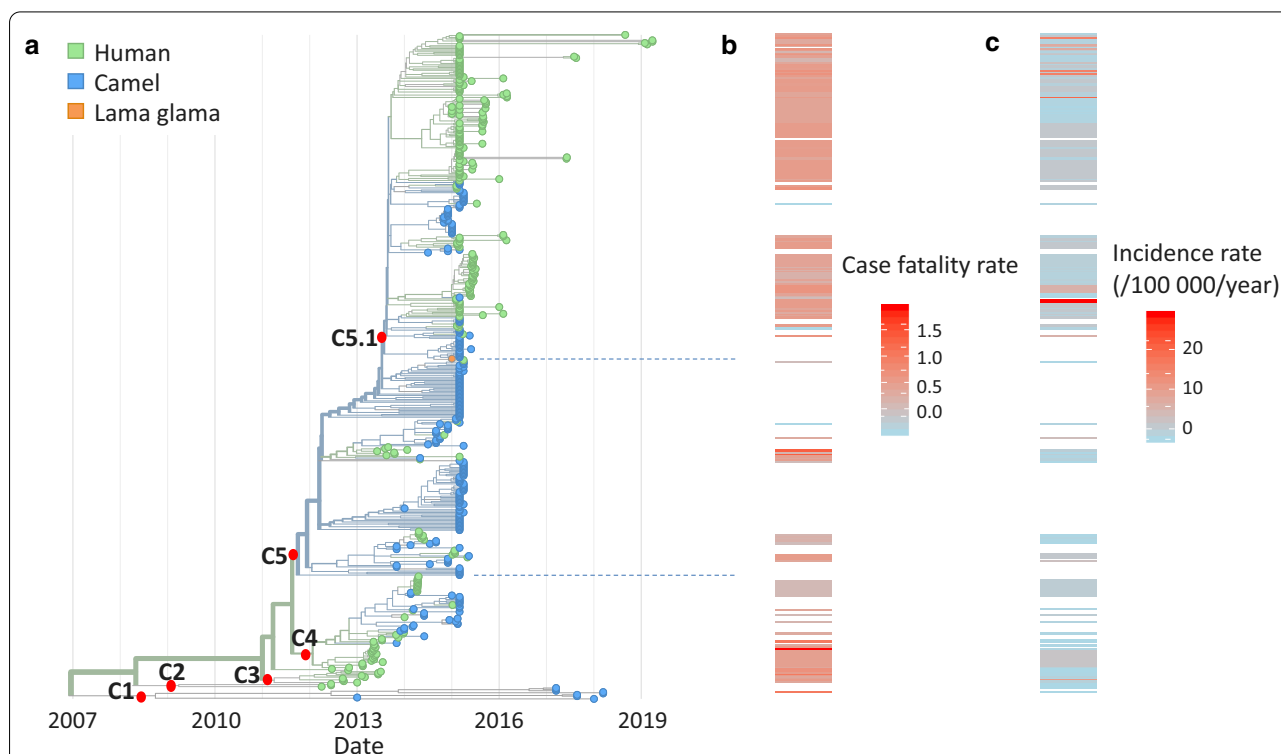 a
Human
Camel
Lama glama
C5.1
C5
C4
C3
C2
C1
2007 2010 2013 2016 2019
Date
b
Case fatality rate
1.5
1.0
0.5
0.0
c
Incidence rate
(/100 000/year)
20
10
0